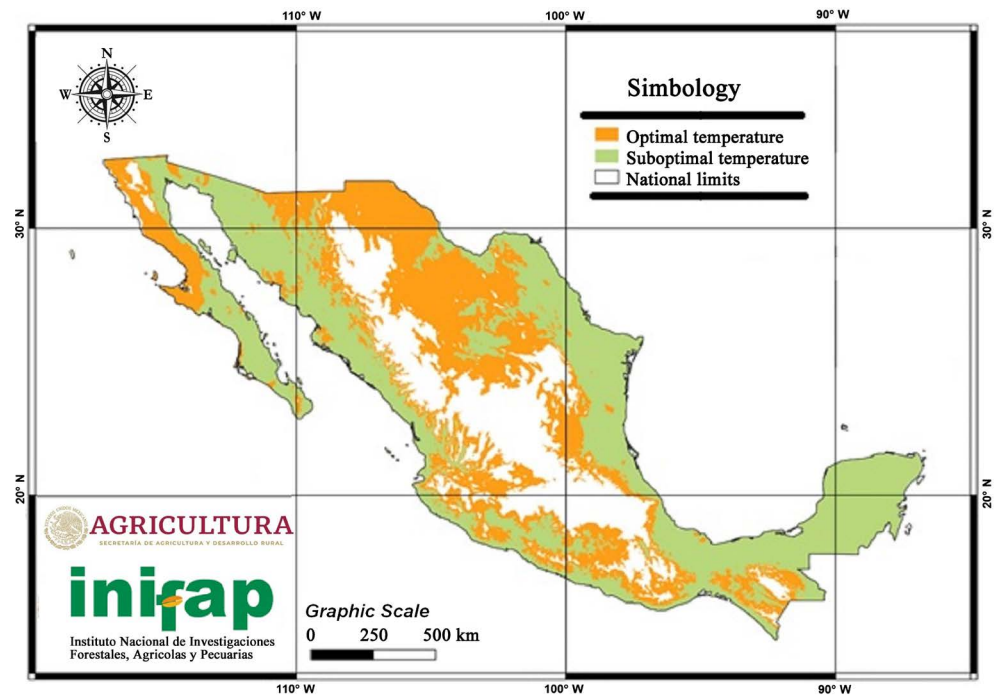 110° W 100° W 90° W
N
W E
S
Simbology
Optimal temperature
Suboptimal temperature
National limits
30° N 30° N
20° N 20° N
AGRICULTURA
SECRETARÍA DE AGRICULTURA Y DESARROLLO RURAL
inifap
Instituto Nacional de Investigaciones
Forestales, Agricolas y Pecuarias
Graphic Scale
0 250 500 km
110° W 100° W 90° W